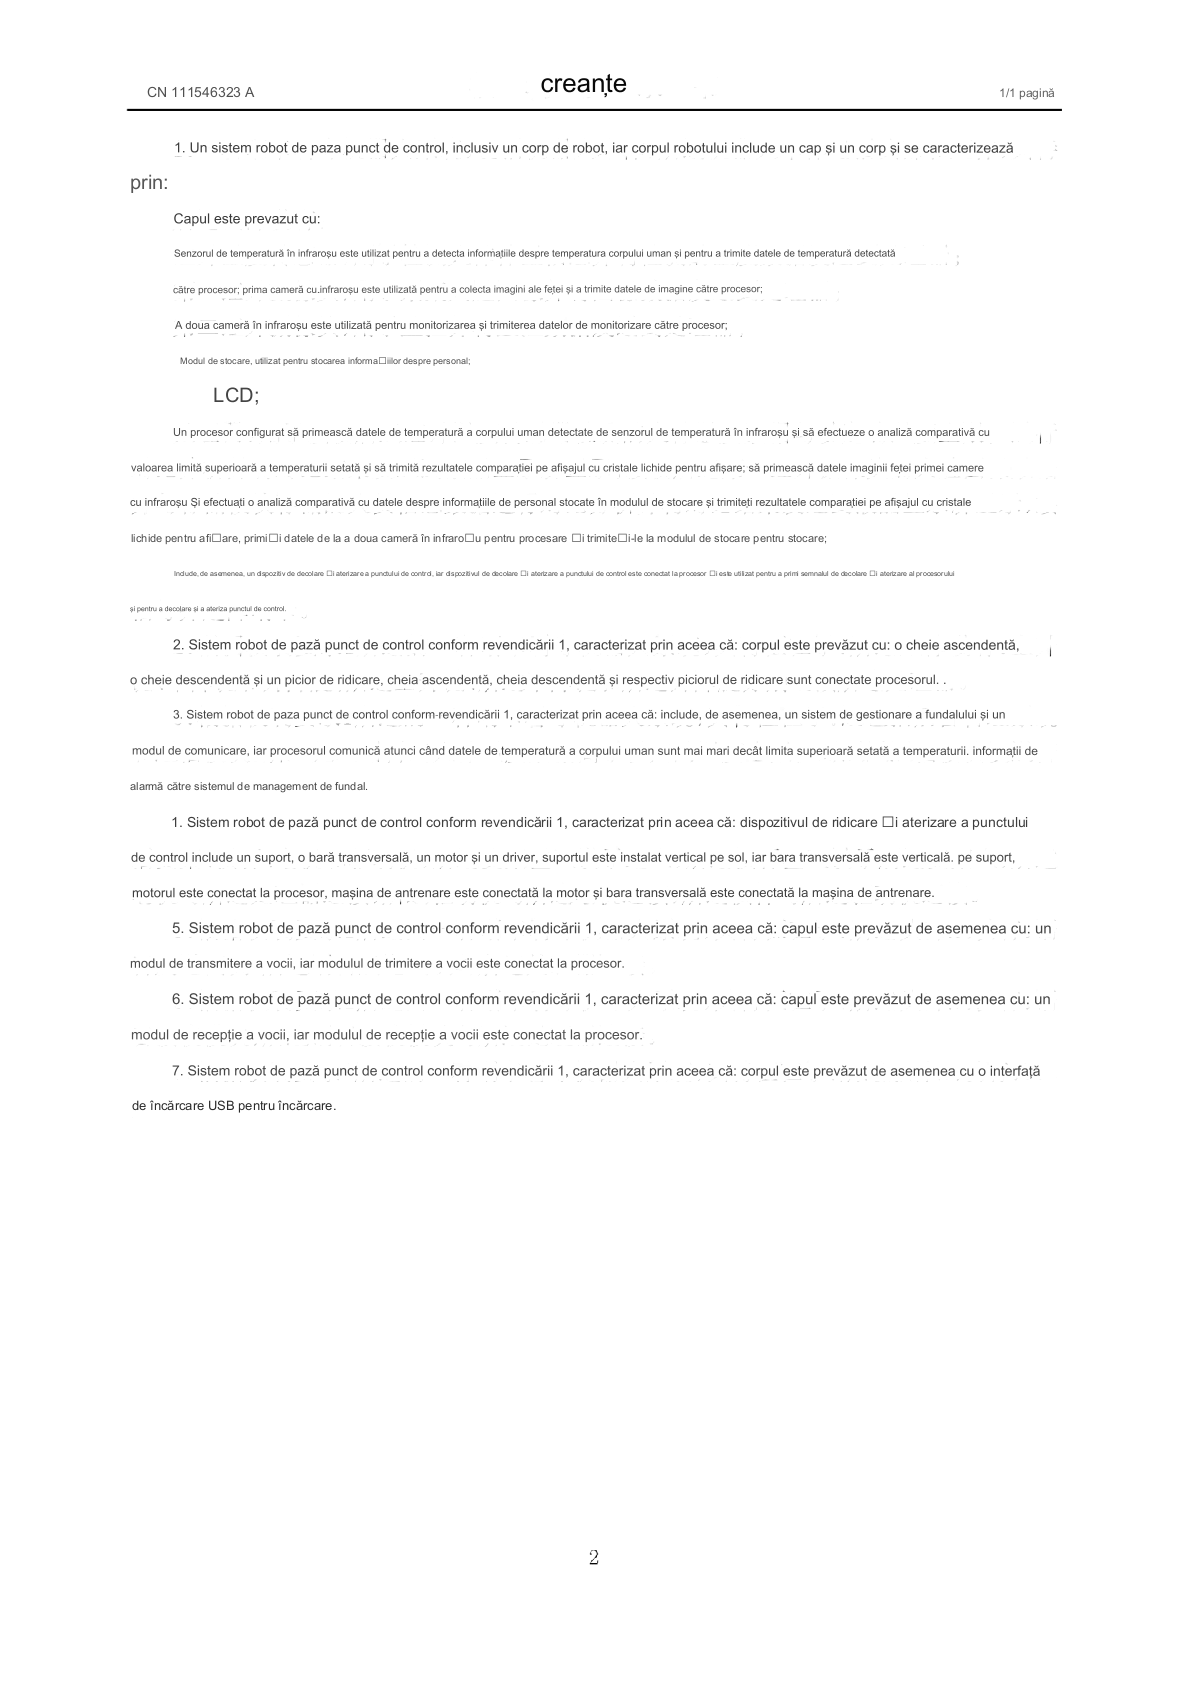 CN 111546323 A
creanțe
1/1 pagină
1. Un sistem robot de paza punct de control, inclusiv un corp de robot, iar corpul robotului include un cap și un corp și se caracterizează
prin:
Capul este prevazut cu:
Senzorul de temperatură în infraroșu este utilizat pentru a detecta informațiile despre temperatura corpului uman și pentru a trimite datele de temperatură detectată
către procesor; prima cameră cu.infraroșu este utilizată pentru a colecta imagini ale feței și a trimite datele de imagine către procesor;
A doua cameră în infraroșu este utilizată pentru monitorizarea și trimiterea datelor de monitorizare către procesor;
Modul de stocare, utilizat pentru stocarea informa□iilor despre personal;
LCD;
Un procesor configurat să primească datele de temperatură a corpului uman detectate de senzorul de temperatură în infraroșu și să efectueze o analiză comparativă cu
valoarea limită superioară a temperaturii setată și să trimită rezultatele comparației pe afișajul cu cristale lichide pentru afișare; să primească datele imaginii feței primei camere
cu infraroșu Și efectuați o analiză comparativă cu datele despre informațiile de personal stocate în modulul de stocare și trimiteți rezultatele comparației pe afișajul cu cristale
lichide pentru afi□are, primi□i datele de la a doua cameră în infraro□u pentru procesare □i trimite□i-le la modulul de stocare pentru stocare;
Include, de asemenea, un dispozitiv de decolare □i aterizare a punctului de control, iar dispozitivul de decolare □i aterizare a punctului de control este conectat la procesor □i este utilizat pentru a primi semnalul de decolare □i aterizare al procesorului
și pentru a decolare și a ateriza punctul de control.
2. Sistem robot de pază punct de control conform revendicării 1, caracterizat prin aceea că: corpul este prevăzut cu: o cheie ascendentă,
o cheie descendentă și un picior de ridicare, cheia ascendentă, cheia descendentă și respectiv piciorul de ridicare sunt conectate procesorul. .
3. Sistem robot de paza punct de control conform-revendicării 1, caracterizat prin aceea că: include, de asemenea, un sistem de gestionare a fundalului și un
modul de comunicare, iar procesorul comunică atunci când datele de temperatură a corpului uman sunt mai mari decât limita superioară setată a temperaturii. informații de
alarmă către sistemul de management de fundal.
1. Sistem robot de pază punct de control conform revendicării 1, caracterizat prin aceea că: dispozitivul de ridicare □i aterizare a punctului
de control include un suport, o bară transversală, un motor și un driver, suportul este instalat vertical pe sol, iar bara transversală este verticală. pe suport,
motorul este conectat la procesor, mașina de antrenare este conectată la motor și bara transversală este conectată la mașina de antrenare.
5. Sistem robot de pază punct de control conform revendicării 1, caracterizat prin aceea că: capul este prevăzut de asemenea cu: un
modul de transmitere a vocii, iar modulul de trimitere a vocii este conectat la procesor.
6. Sistem robot de pază punct de control conform revendicării 1, caracterizat prin aceea că: capul este prevăzut de asemenea cu: un
modul de recepție a vocii, iar modulul de recepție a vocii este conectat la procesor.
7. Sistem robot de pază punct de control conform revendicării 1, caracterizat prin aceea că: corpul este prevăzut de asemenea cu o interfață
de încărcare USB pentru încărcare.
2